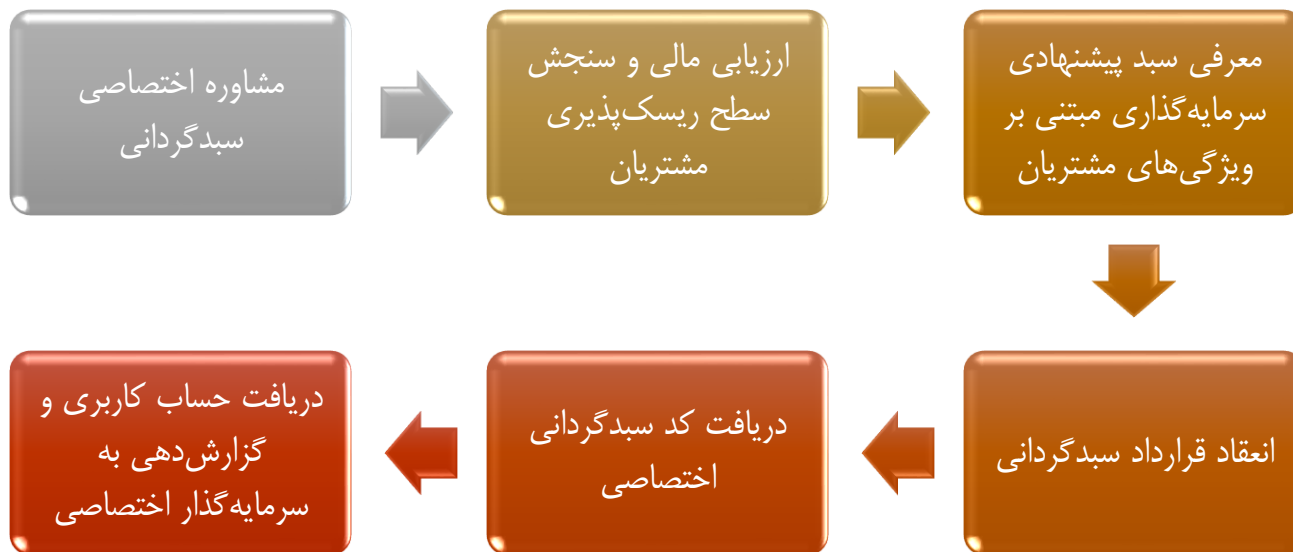 مشاوره اختصاصی
سبدگردانی
ارزیابی مالی و سنجش
سطح ریسک‌پذیری
مشتریان
معرفی سبد پیشنهادی
سرمایه‌گذاری مبتنی بر
ویژگی‌های مشتریان
انعقاد قرارداد سبدگردانی
دریافت کد سبدگردانی
اختصاصی
دریافت حساب کاربری و
گزارش‌دهی به
سرمایه‌گذار اختصاصی